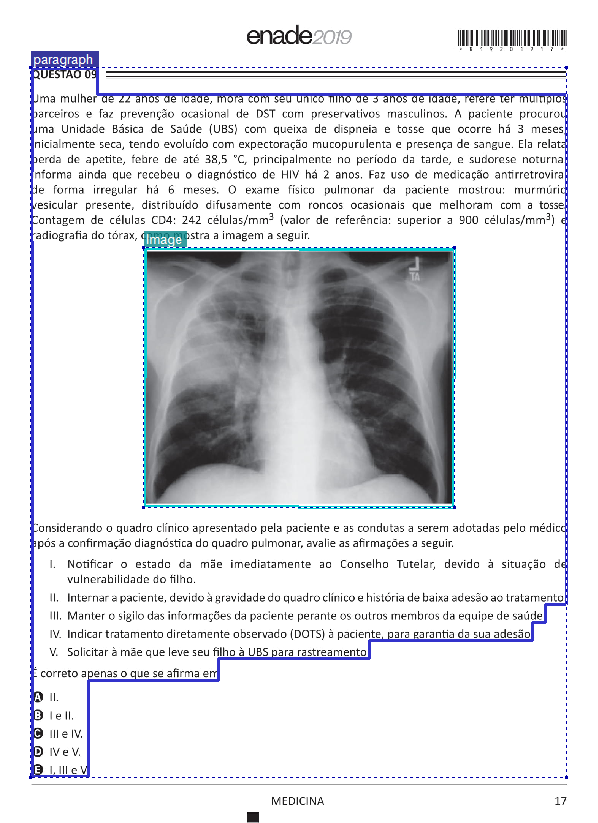 enade2019
paragraph
QUESTÃO 09
Uma mulher de 22 anos de idade, mora com seu único filho de 3 anos de idade, refere ter múltiplos
parceiros e faz prevenção ocasional de DST com preservativos masculinos. A paciente procurou
uma Unidade Básica de Saúde (UBS) com queixa de dispneia e tosse que ocorre há 3 meses,
inicialmente seca, tendo evoluído com expectoração mucopurulenta e presença de sangue. Ela relata
perda de apetite, febre de até 38,5 °C, principalmente no período da tarde, e sudorese noturna.
Informa ainda que recebeu o diagnóstico de HIV há 2 anos. Faz uso de medicação antirretroviral
de forma irregular há 6 meses. O exame físico pulmonar da paciente mostrou: murmúrio
vesicular presente, distribuído difusamente com roncos ocasionais que melhoram com a tosse.
Contagem de células CD4: 242 células/mm³ (valor de referência: superior a 900 células/mm³) e
radiografia do tórax, como mostra a imagem a seguir.
Image
L
TA
Considerando o quadro clínico apresentado pela paciente e as condutas a serem adotadas pelo médico
após a confirmação diagnóstica do quadro pulmonar, avalie as afirmações a seguir.
I. Notificar o estado da mãe imediatamente ao Conselho Tutelar, devido à situação de
vulnerabilidade do filho.
II. Internar a paciente, devido à gravidade do quadro clínico e história de baixa adesão ao tratamento.
III. Manter o sigilo das informações da paciente perante os outros membros da equipe de saúde.
IV. Indicar tratamento diretamente observado (DOTS) à paciente, para garantia da sua adesão.
V. Solicitar à mãe que leve seu filho à UBS para rastreamento.
É correto apenas o que se afirma em
A II.
B I e II.
C III e IV.
D IV e V.
E I, III e V.
MEDICINA
17